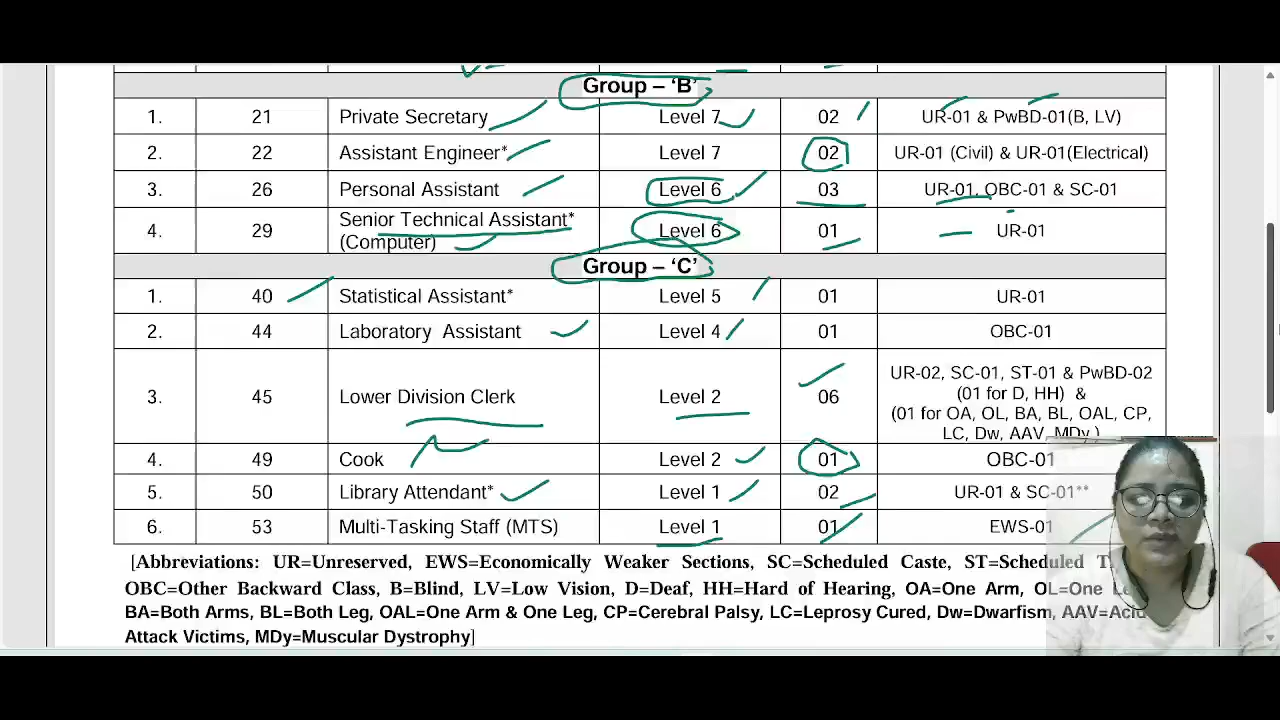 Group – ‘B’
1. 21 Private Secretary Level 7 02 UR-01 & PwBD-01(B, LV)
2. 22 Assistant Engineer* Level 7 02 UR-01 (Civil) & UR-01(Electrical)
3. 26 Personal Assistant Level 6 03 UR-01, OBC-01 & SC-01
4. 29 Senior Technical Assistant* (Computer) Level 6 01 UR-01
Group – ‘C’
1. 40 Statistical Assistant* Level 5 01 UR-01
2. 44 Laboratory Assistant Level 4 01 OBC-01
3. 45 Lower Division Clerk Level 2 06 UR-02, SC-01, ST-01 & PwBD-02
(01 for D, HH) &
(01 for OA, OL, BA, BL, OAL, CP,
LC, Dw, AAV, MDy )
4. 49 Cook Level 2 01 OBC-01
5. 50 Library Attendant* Level 1 02 UR-01 & SC-01**
6. 53 Multi-Tasking Staff (MTS) Level 1 01 EWS-01
[Abbreviations: UR=Unreserved, EWS=Economically Weaker Sections, SC=Scheduled Caste, ST=Scheduled
OBC=Other Backward Class, B=Blind, LV=Low Vision, D=Deaf, HH=Hard of Hearing, OA=One Arm, OL=One
BA=Both Arms, BL=Both Leg, OAL=One Arm & One Leg, CP=Cerebral Palsy, LC=Leprosy Cured, Dw=Dwarfism, AAV=Acid
Attack Victims, MDy=Muscular Dystrophy]